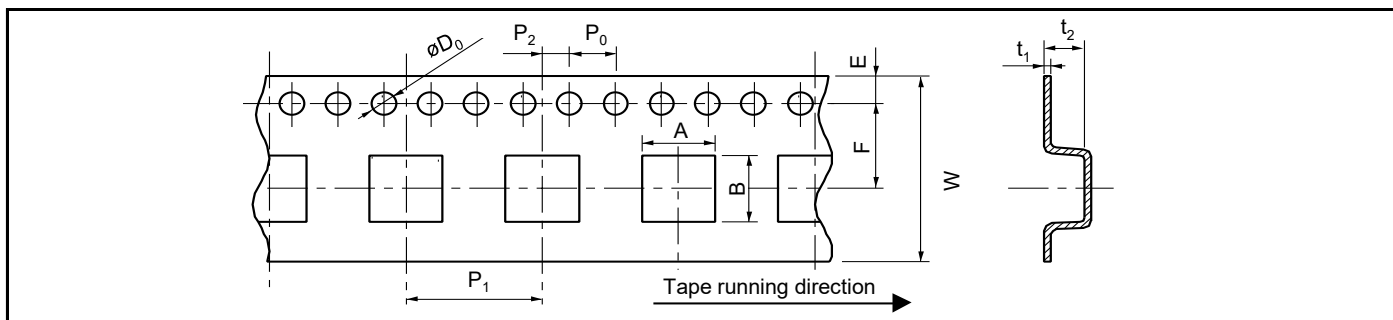 øD₀
P₂
P₀
E
t₁
t₂
A
F
B
W
P₁
Tape running direction